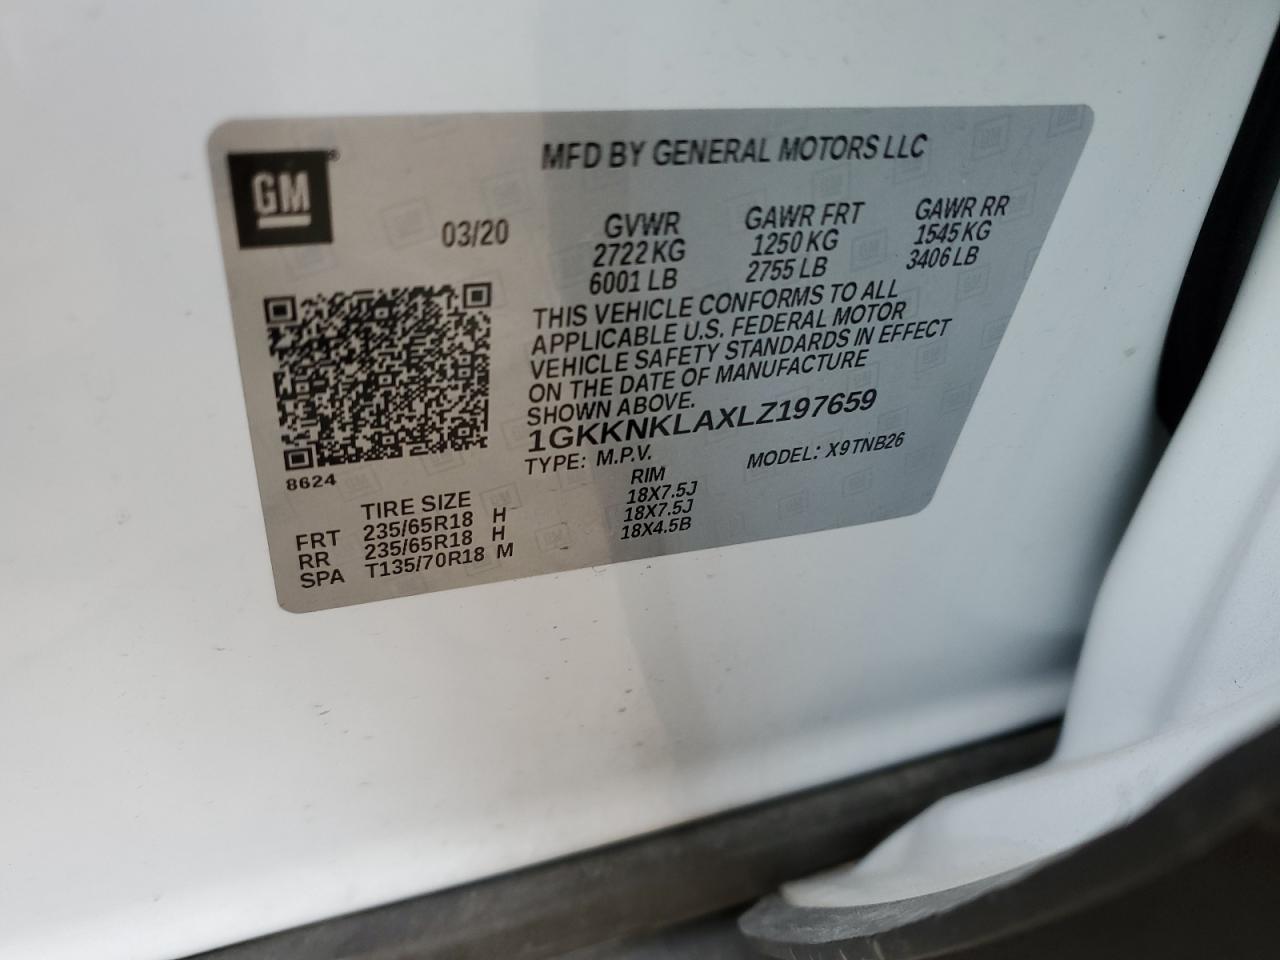 GM
MFD BY GENERAL MOTORS LLC
03/20 GVWR GAWR FRT GAWR RR
2722 KG 1250 KG 1545 KG
6001 LB 2755 LB 3406 LB
THIS VEHICLE CONFORMS TO ALL
APPLICABLE U.S. FEDERAL MOTOR
VEHICLE SAFETY STANDARDS IN EFFECT
ON THE DATE OF MANUFACTURE
SHOWN ABOVE.
1GKKNKLAXLZ197659
TYPE: M.P.V. MODEL: X9TNB26
8624
TIRE SIZE RIM
FRT 235/65R18 H 18X7.5J
RR 235/65R18 H 18X7.5J
SPA T135/70R18 M 18X4.5B